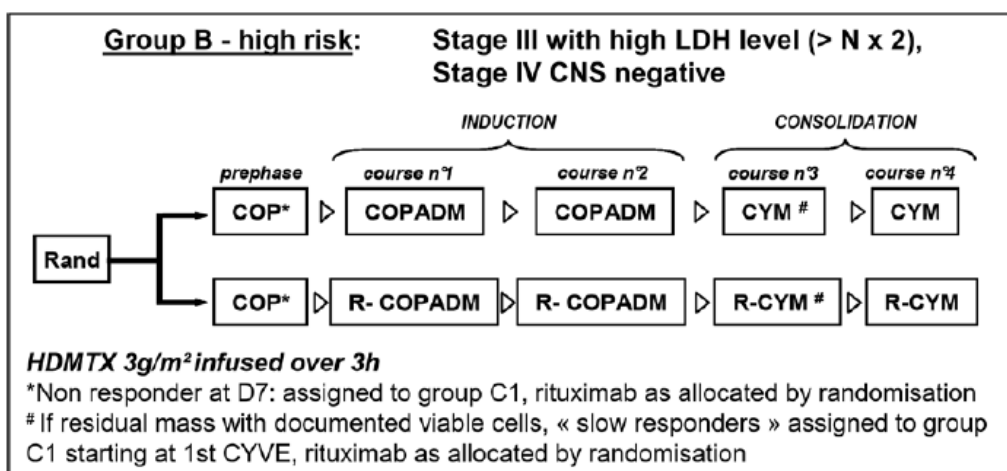 Group B - high risk: Stage III with high LDH level (> N x 2),
Stage IV CNS negative
INDUCTION CONSOLIDATION
prephase course n°1 course n°2 course n°3 course n°4
COP* COPADM COPADM CYM # CYM
Rand
COP* R- COPADM R- COPADM R-CYM # R-CYM
HDMTX 3g/m² infused over 3h
*Non responder at D7: assigned to group C1, rituximab as allocated by randomisation
# If residual mass with documented viable cells, « slow responders » assigned to group
C1 starting at 1st CYVE, rituximab as allocated by randomisation